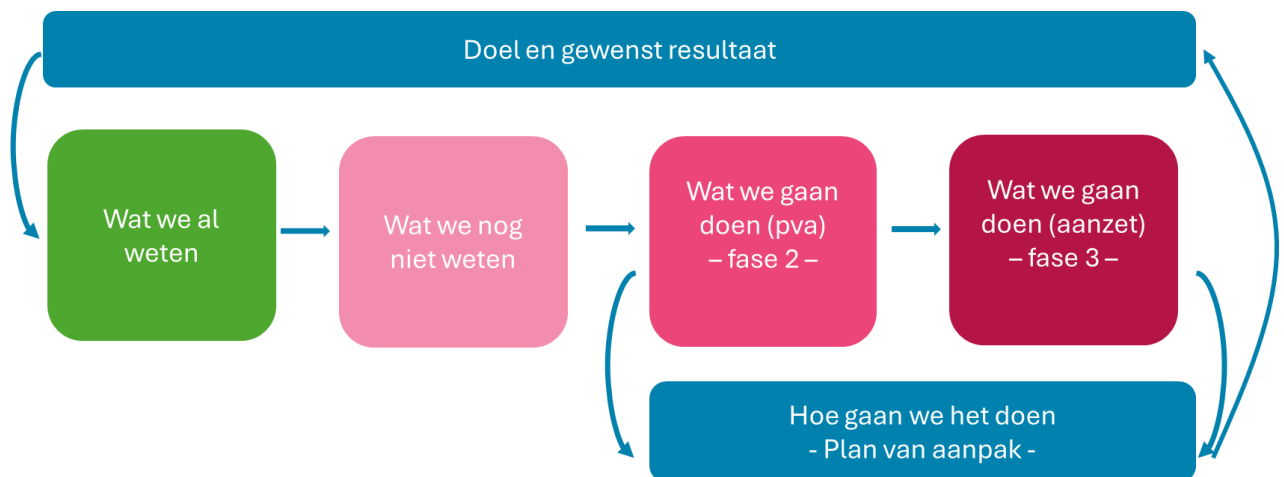 Doel en gewenst resultaat
Wat we al
weten
Wat we nog
niet weten
Wat we gaan
doen (pva)
– fase 2 –
Wat we gaan
doen (aanzet)
– fase 3 –
Hoe gaan we het doen
- Plan van aanpak -